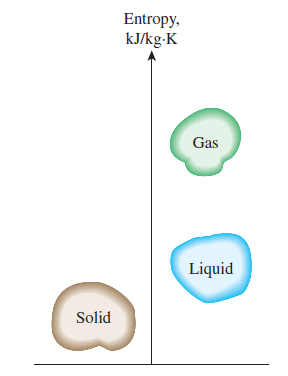 Entropy,
kJ/kg·K
Gas
Liquid
Solid